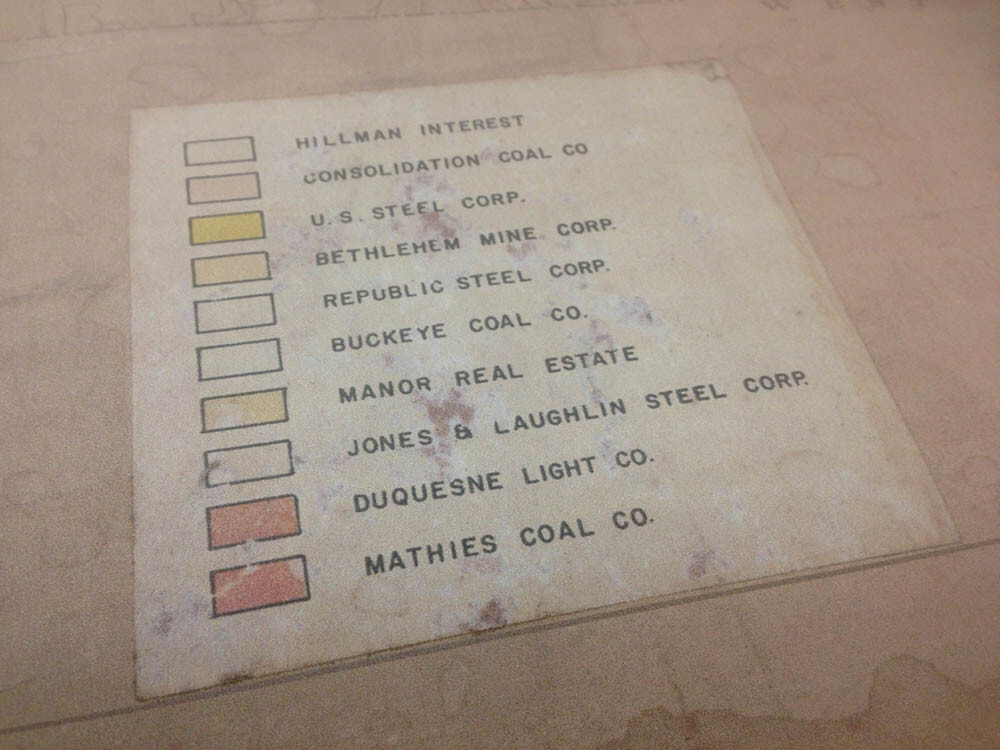 HILLMAN INTEREST
CONSOLIDATION COAL CO
U.S. STEEL CORP.
BETHLEHEM MINE CORP.
REPUBLIC STEEL CORP.
BUCKEYE COAL CO.
MANOR REAL ESTATE
JONES & LAUGHLIN STEEL CORP.
DUQUESNE LIGHT CO.
MATHIES COAL CO.